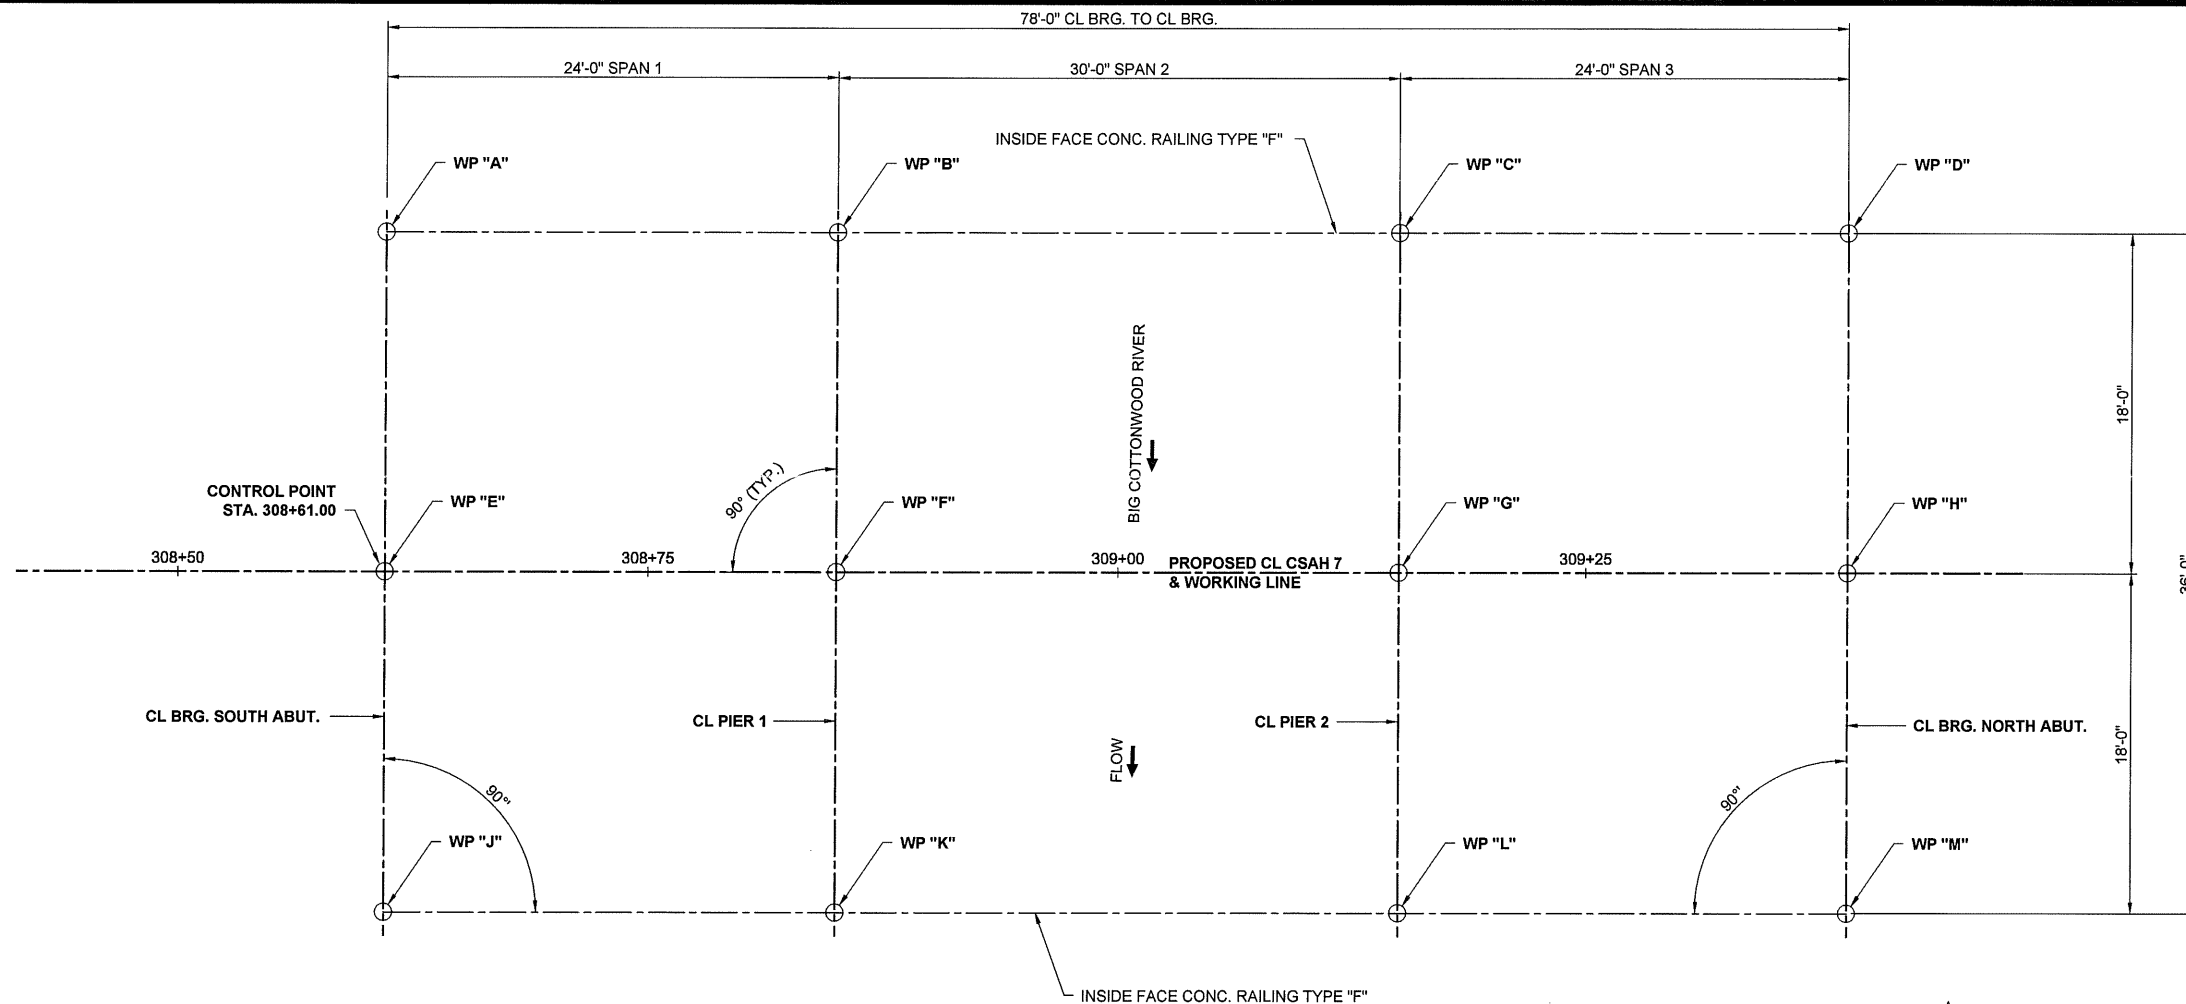 78'-0" CL BRG. TO CL BRG.
24'-0" SPAN 1
30'-0" SPAN 2
24'-0" SPAN 3
INSIDE FACE CONC. RAILING TYPE "F"
WP "A"
WP "B"
WP "C"
WP "D"
BIG COTTONWOOD RIVER
18'-0"
36'-0"
90° (TYP.)
CONTROL POINT
STA. 308+61.00
WP "E"
WP "F"
WP "G"
WP "H"
308+50
308+75
309+00
309+25
PROPOSED CL CSAH 7
& WORKING LINE
CL BRG. SOUTH ABUT.
CL PIER 1
CL PIER 2
CL BRG. NORTH ABUT.
18'-0"
FLOW
90°'
90°'
WP "J"
WP "K"
WP "L"
WP "M"
INSIDE FACE CONC. RAILING TYPE "F"